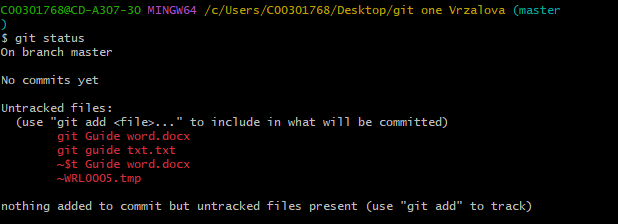 CO0301768@CD-A307-30 MINGW64 /c/Users/CO0301768/Desktop/git one Vrzalova (master
)
$ git status
On branch master
No commits yet
Untracked files:
(use "git add <file>..." to include in what will be committed)
git Guide word.docx
git guide txt.txt
~$t Guide word.docx
~WRL0005.tmp
nothing added to commit but untracked files present (use "git add" to track)